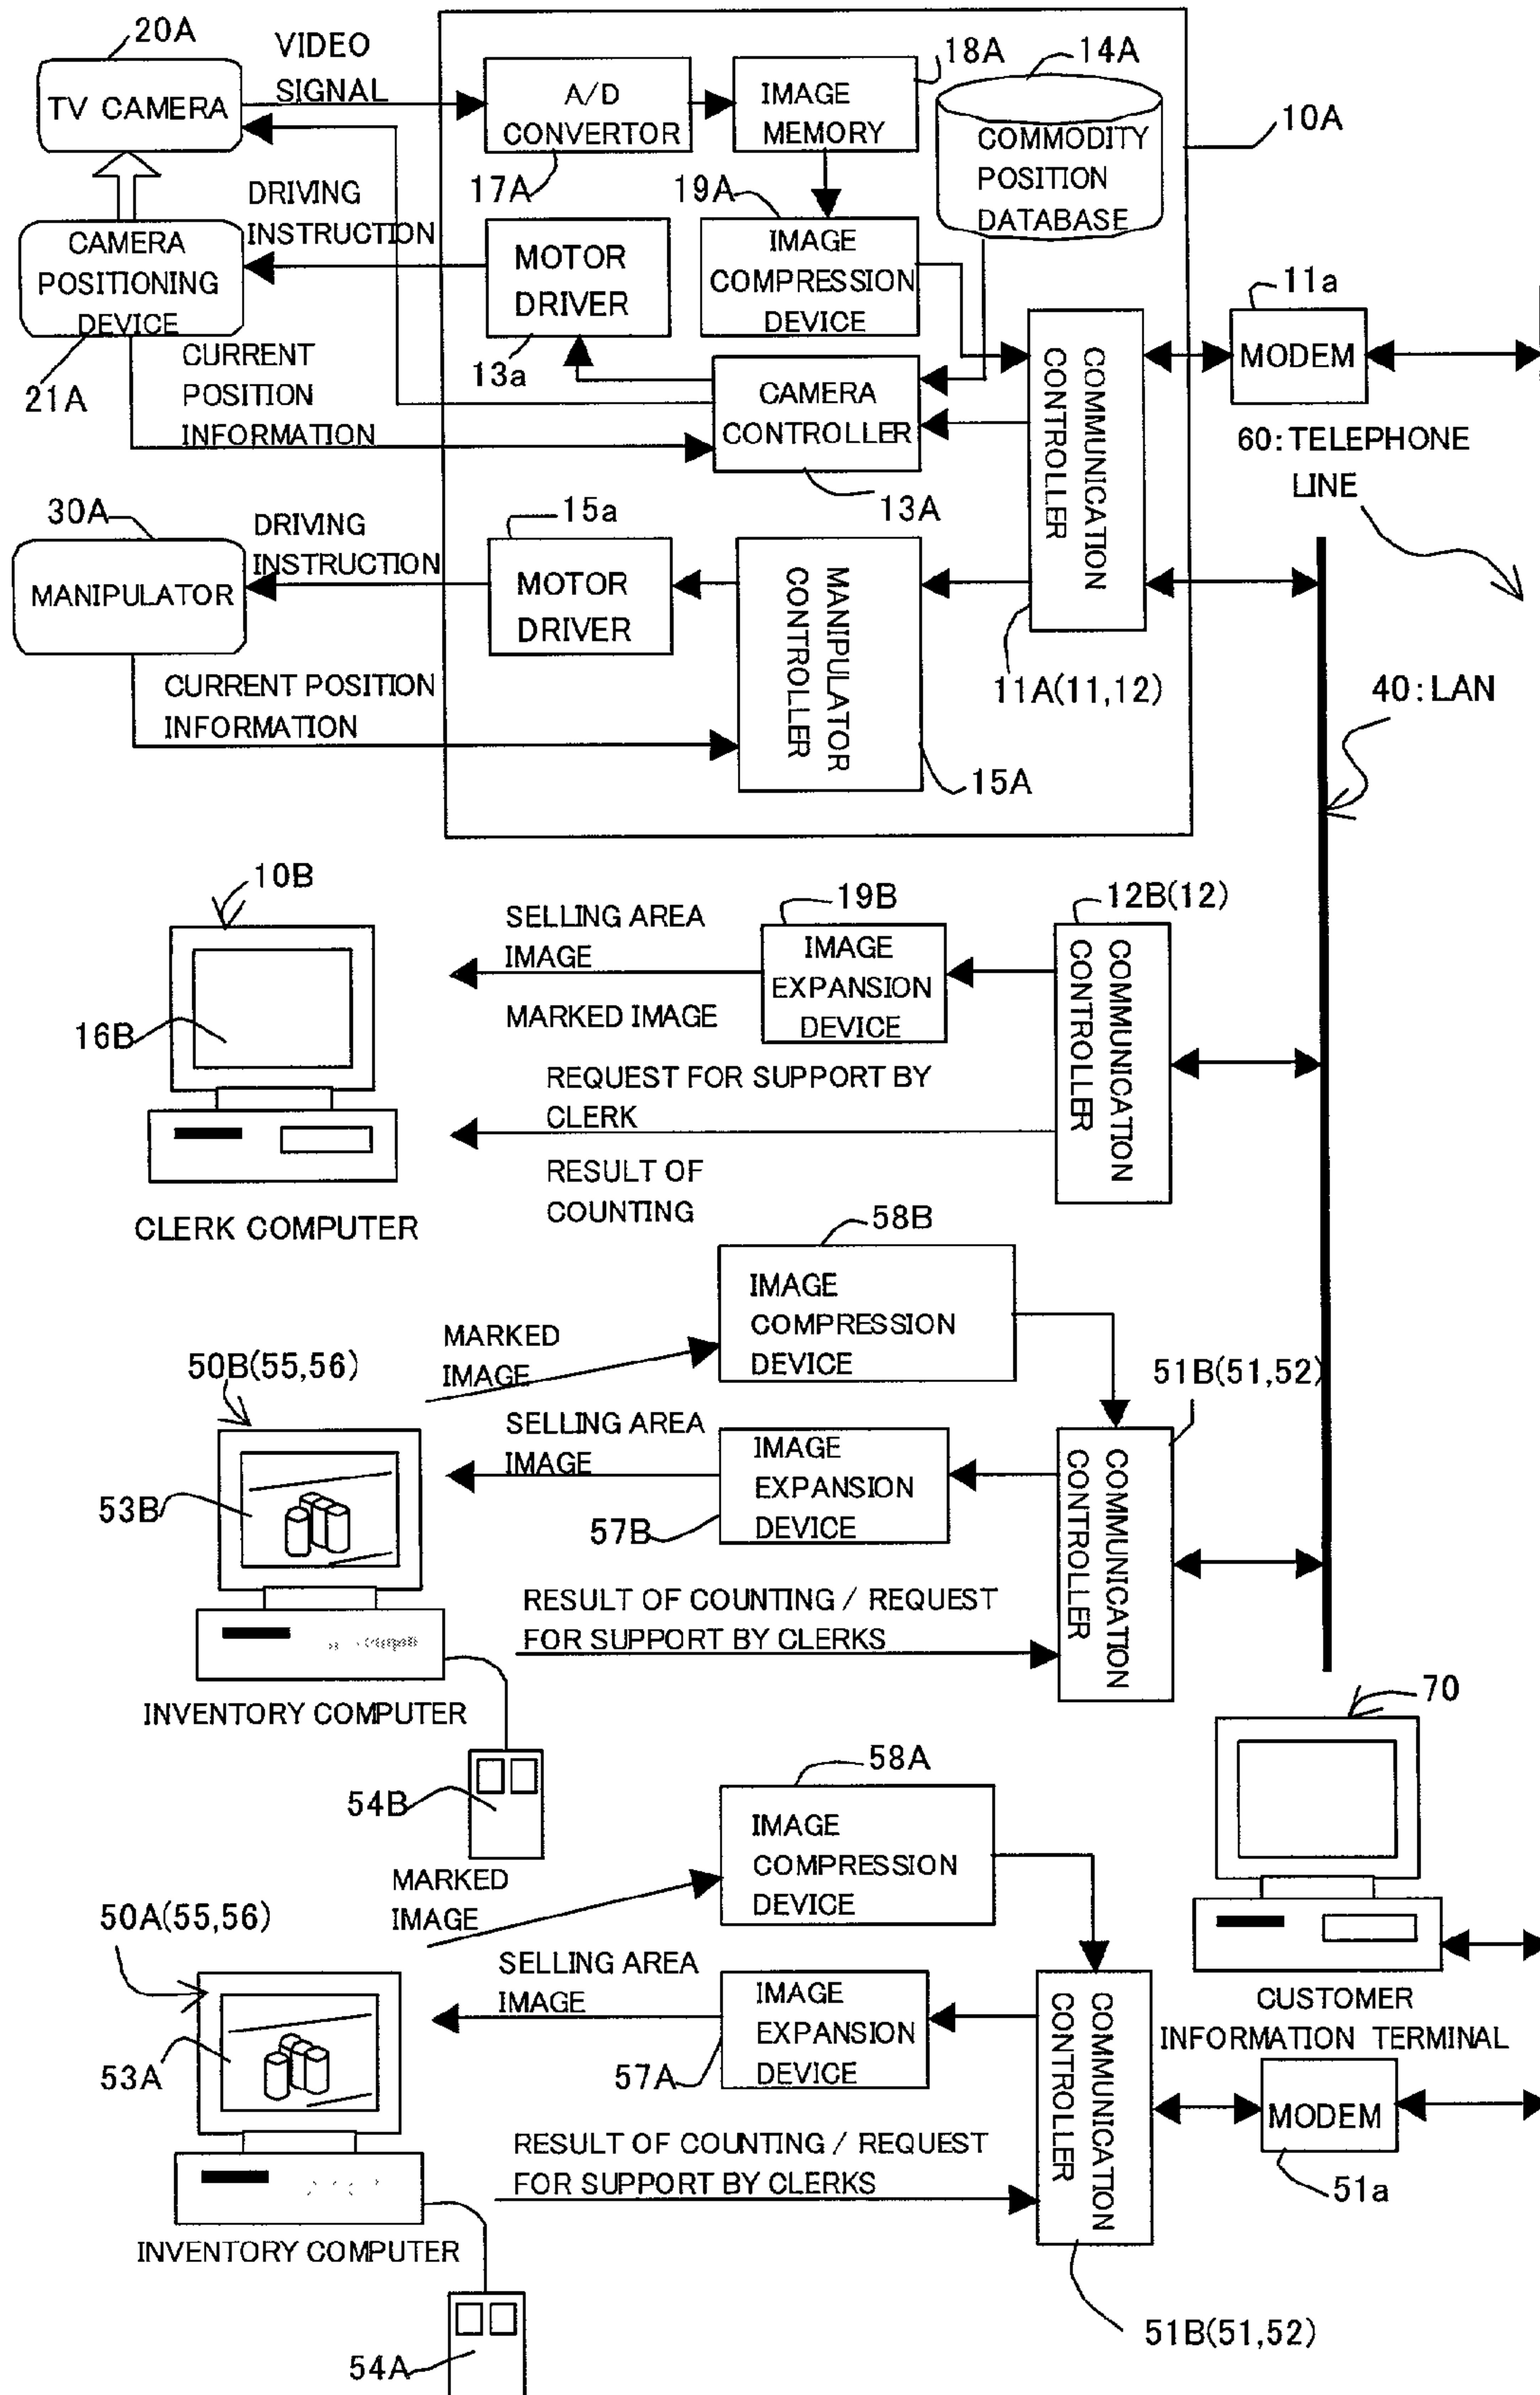 20A
VIDEO
SIGNAL
TV CAMERA
A/D
CONVERTOR
17A
IMAGE
MEMORY
18A
14A
COMMODITY
POSITION
DATABASE
10A
DRIVING
INSTRUCTION
CAMERA
POSITIONING
DEVICE
21A
MOTOR
DRIVER
13a
19A
IMAGE
COMPRESSION
DEVICE
11a
MODEM
CURRENT
POSITION
INFORMATION
CAMERA
CONTROLLER
13A
COMMUNICATION
CONTROLLER
60:TELEPHONE
LINE
30A
MANIPULATOR
DRIVING
INSTRUCTION
15a
MOTOR
DRIVER
MANIPULATOR
CONTROLLER
11A(11,12)
40:LAN
CURRENT POSITION
INFORMATION
15A
10B
16B
CLERK COMPUTER
SELLING AREA
IMAGE
MARKED IMAGE
19B
IMAGE
EXPANSION
DEVICE
12B(12)
COMMUNICATION
CONTROLLER
REQUEST FOR SUPPORT BY
CLERK
RESULT OF
COUNTING
58B
IMAGE
COMPRESSION
DEVICE
MARKED
IMAGE
50B(55,56)
51B(51,52)
53B
SELLING AREA
IMAGE
IMAGE
EXPANSION
DEVICE
57B
COMMUNICATION
CONTROLLER
RESULT OF COUNTING / REQUEST
FOR SUPPORT BY CLERKS
INVENTORY COMPUTER
54B
70
CUSTOMER
INFORMATION TERMINAL
58A
IMAGE
COMPRESSION
DEVICE
MARKED
IMAGE
50A(55,56)
53A
SELLING AREA
IMAGE
IMAGE
EXPANSION
DEVICE
57A
COMMUNICATION
CONTROLLER
MODEM
51a
RESULT OF COUNTING / REQUEST
FOR SUPPORT BY CLERKS
INVENTORY COMPUTER
54A
51B(51,52)